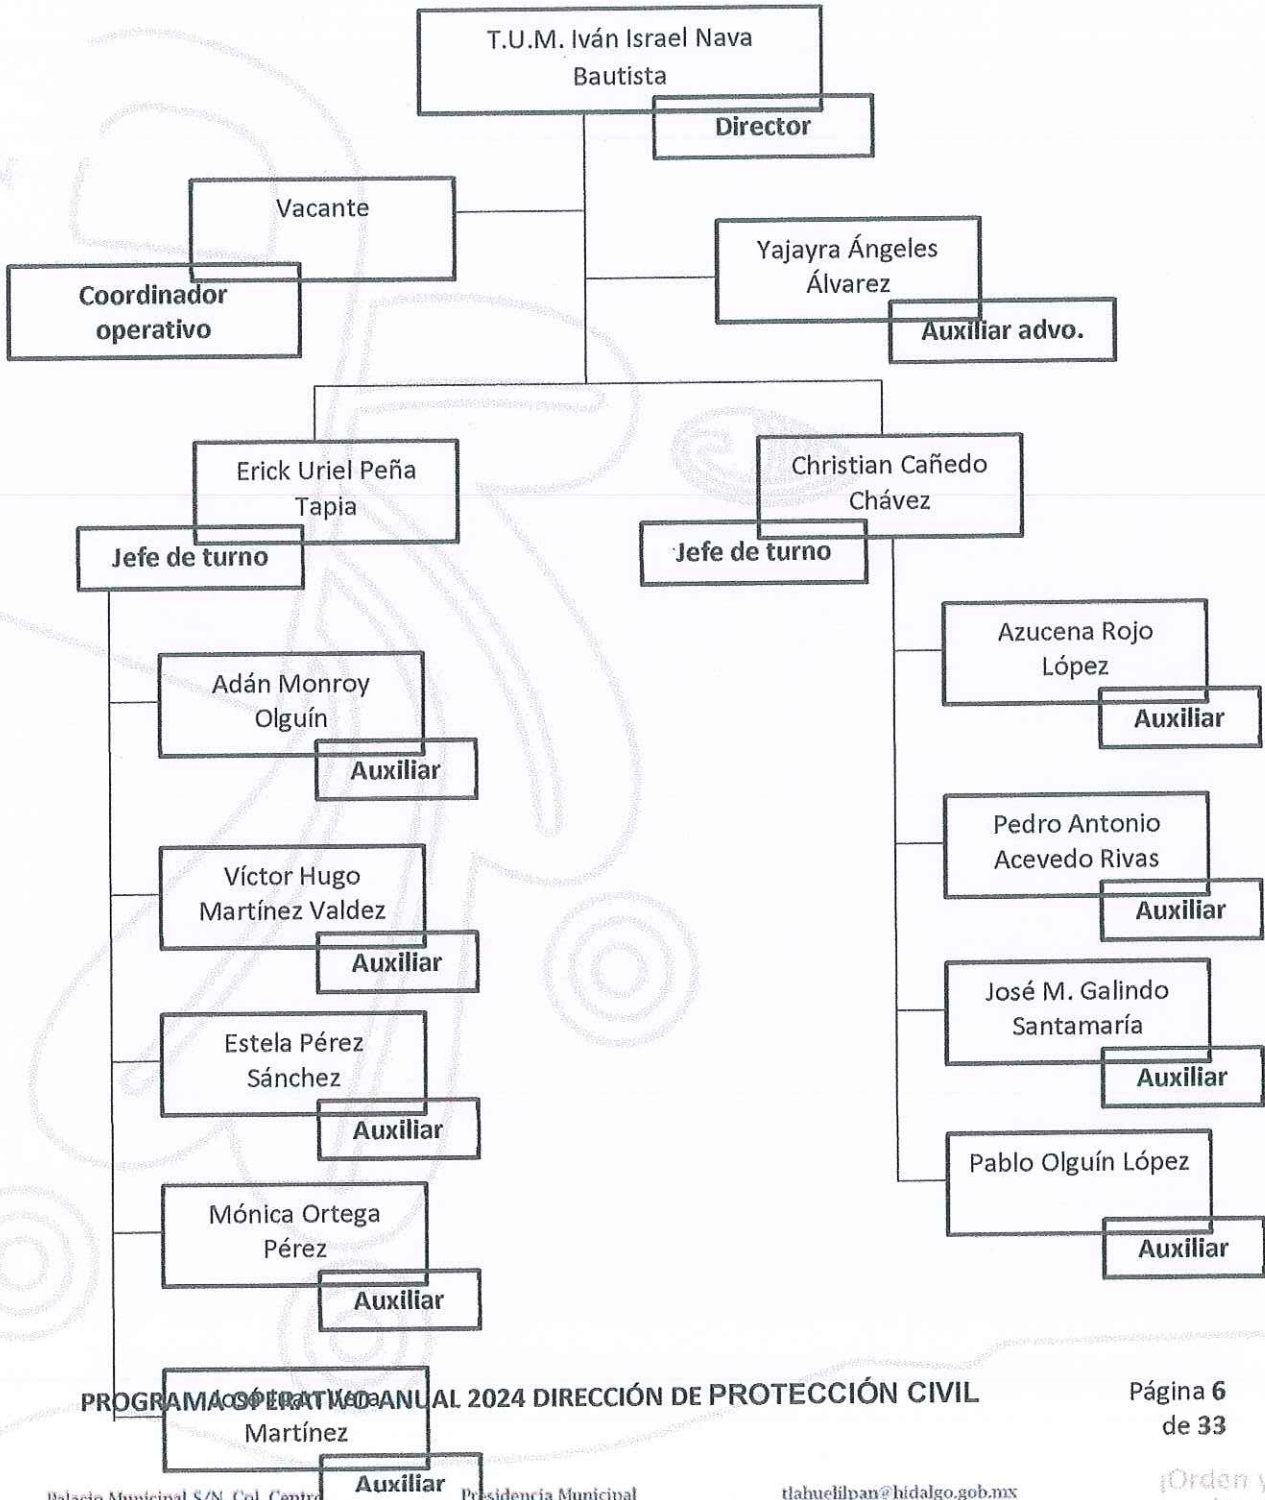 T.U.M. Iván Israel Nava
Bautista
Director
Vacante
Coordinador
operativo
Yajayra Ángeles
Álvarez
Auxiliar advo.
Erick Uriel Peña
Tapia
Jefe de turno
Christian Cañedo
Chávez
Jefe de turno
Adán Monroy
Olguín
Auxiliar
Víctor Hugo
Martínez Valdez
Auxiliar
Estela Pérez
Sánchez
Auxiliar
Mónica Ortega
Pérez
Auxiliar
José
Martínez
Auxiliar
Azucena Rojo
López
Auxiliar
Pedro Antonio
Acevedo Rivas
Auxiliar
José M. Galindo
Santamaría
Auxiliar
Pablo Olguín López
Auxiliar
PROGRAMA OPERATIVO ANUAL 2024 DIRECCIÓN DE PROTECCIÓN CIVIL
Página 6
de 33
Palacio Municipal S/N, Col. Centro
Presidencia Municipal
tlahuelilpan@hidalgo.gob.mx
¡Orden y